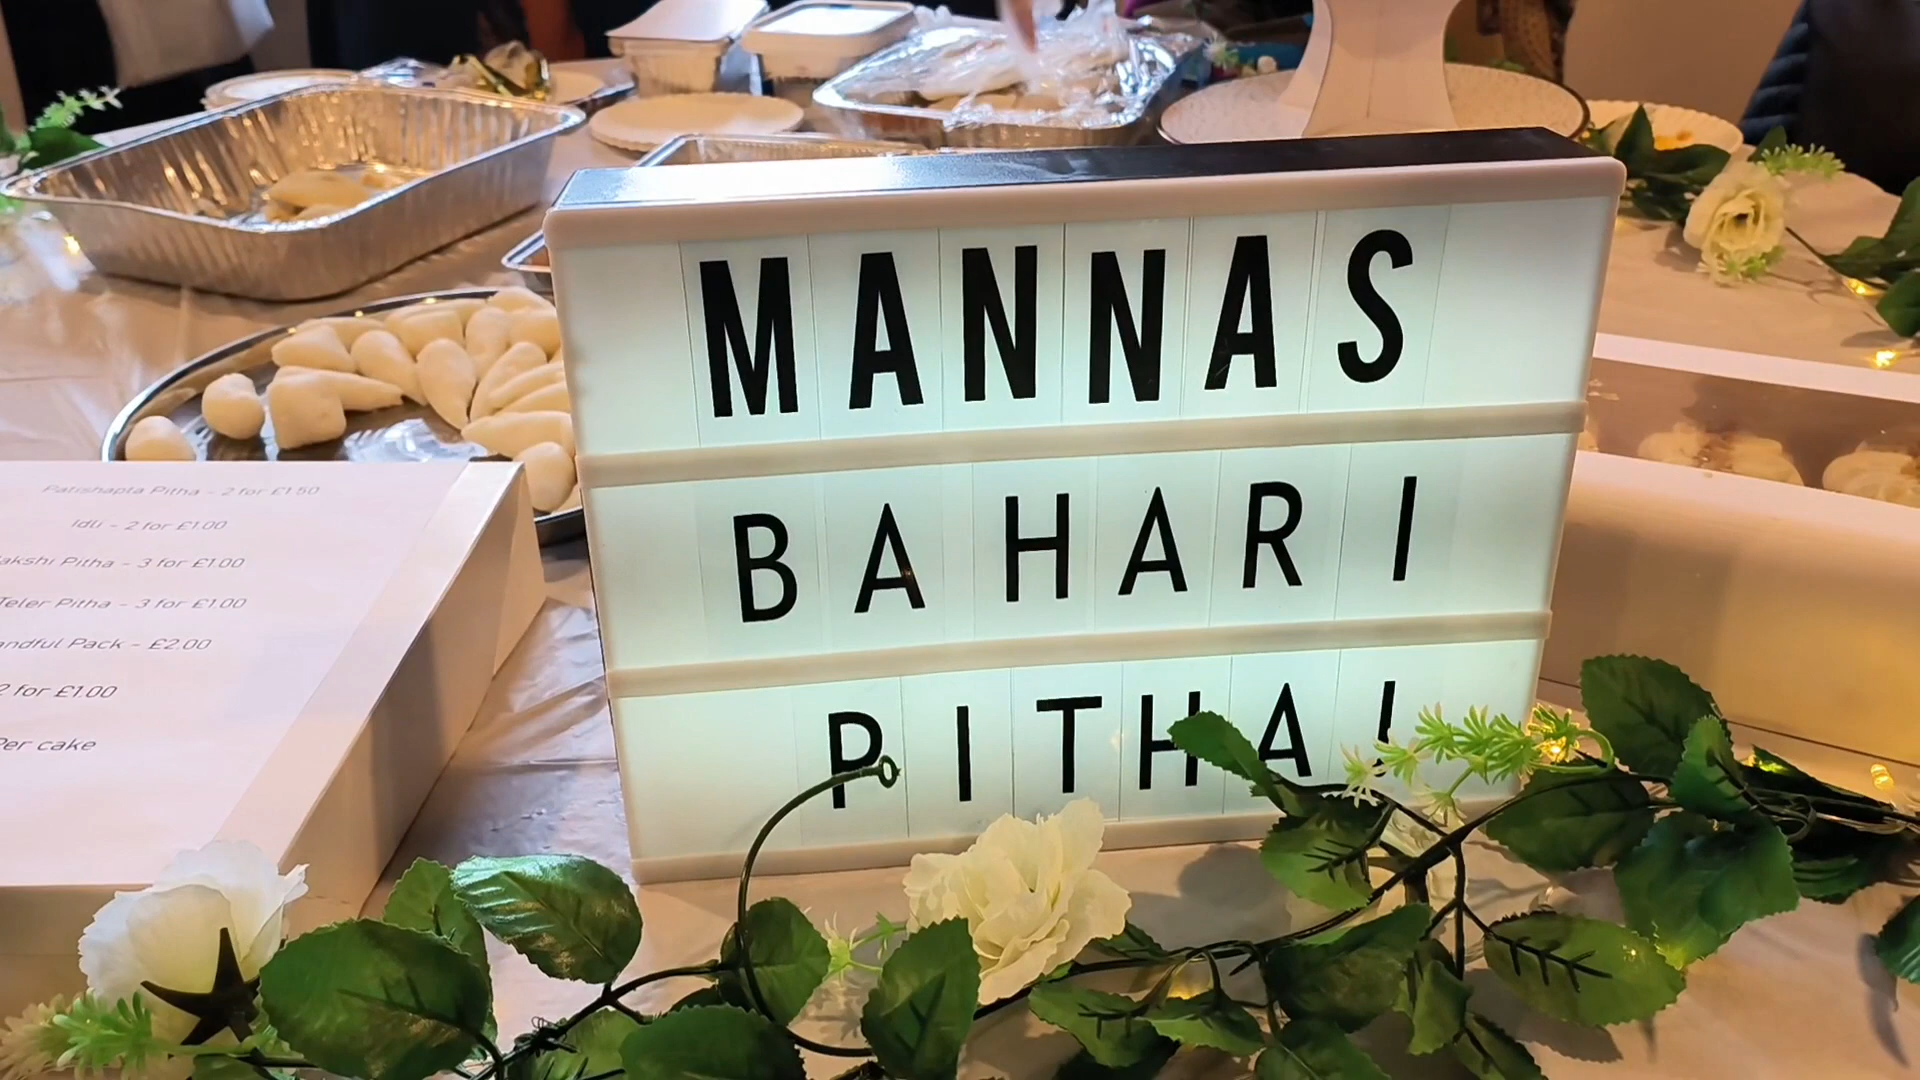 MANNAS
BAHARI
PITHA!
Patishapta Pitha - 2 for £1.50
Idli - 2 for £1.00
Pitha - 3 for £1.00
Teler Pitha - 3 for £1.00
Pack - £2.00
2 for £1.00
Per cake